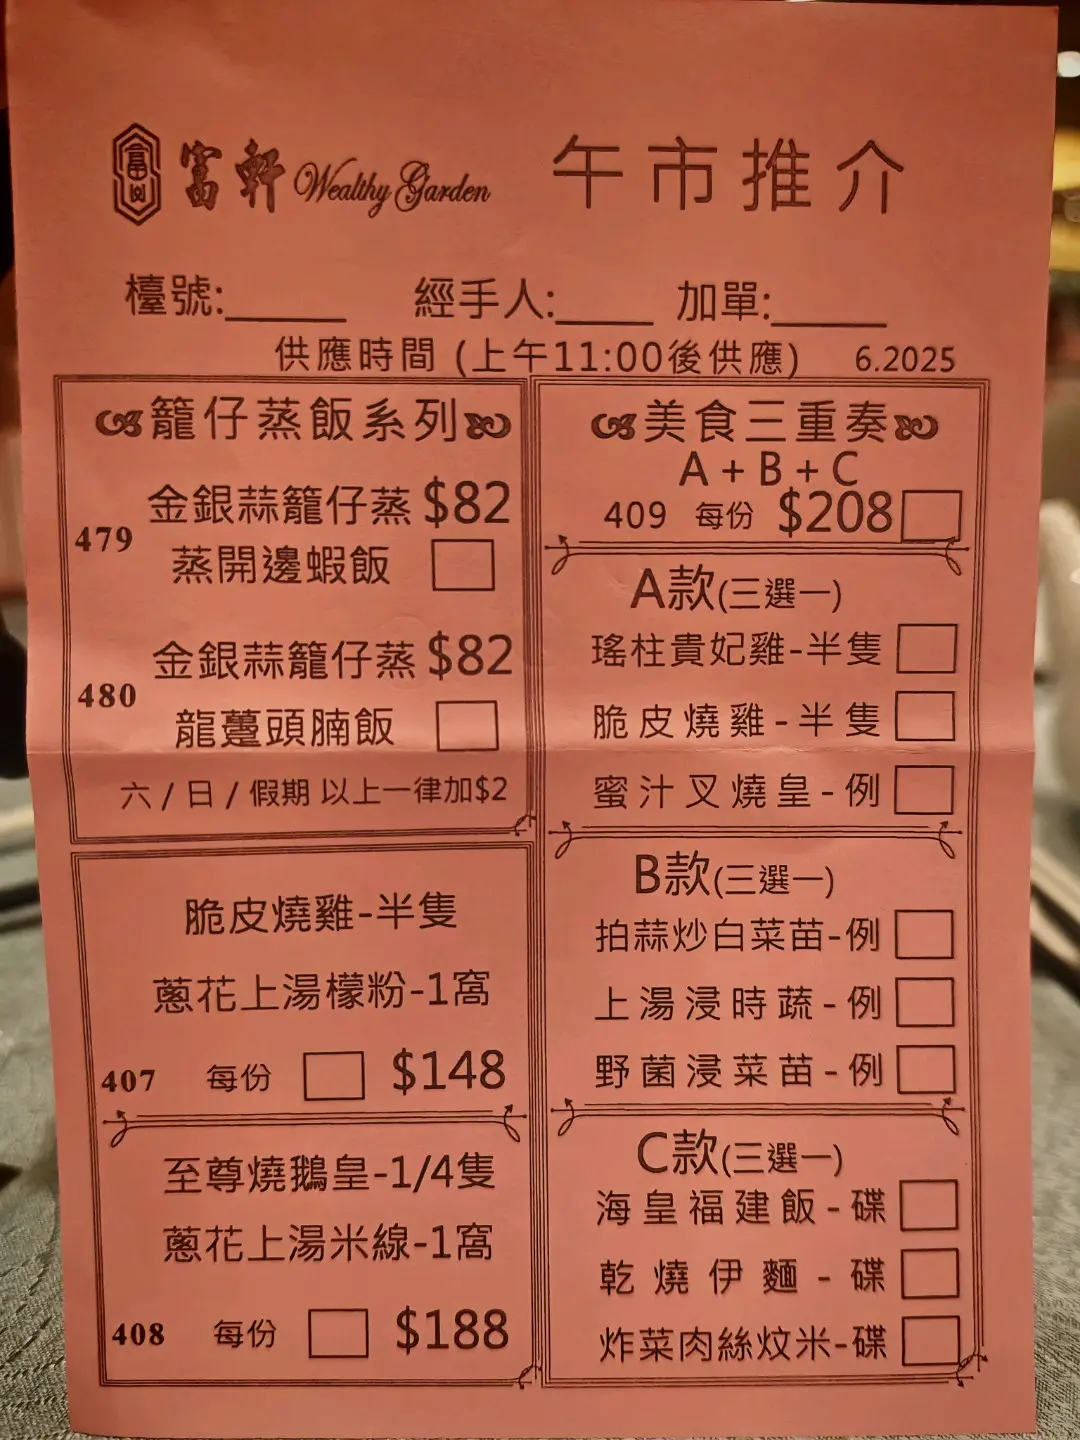 富軒 Wealthy Garden 午市推介
檯號:_____ 經手人:____ 加單:_____
供應時間 (上午11:00後供應) 6.2025
籠仔蒸飯系列
479 金銀蒜籠仔蒸 $82
蒸開邊蝦飯
480 金銀蒜籠仔蒸 $82
龍躉頭腩飯
六 / 日 / 假期 以上一律加$2
脆皮燒雞-半隻
蔥花上湯檬粉-1窩
407 每份 $148
至尊燒鵝皇-1/4隻
蔥花上湯米線-1窩
408 每份 $188
美食三重奏
A + B + C
409 每份 $208
A款(三選一)
瑤柱貴妃雞-半隻
脆皮燒雞-半隻
蜜汁叉燒皇-例
B款(三選一)
拍蒜炒白菜苗-例
上湯浸時蔬-例
野菌浸菜苗-例
C款(三選一)
海皇福建飯-碟
乾燒伊麵-碟
炸菜肉絲炆米-碟